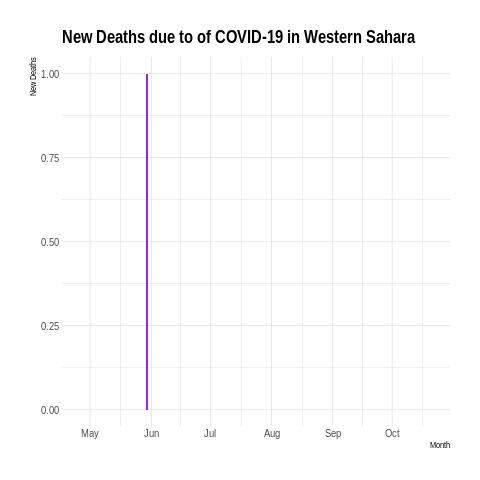 New Deaths due to of COVID-19 in Western Sahara
New Deaths
1.00
0.75
0.50
0.25
0.00
May Jun Jul Aug Sep Oct
Month